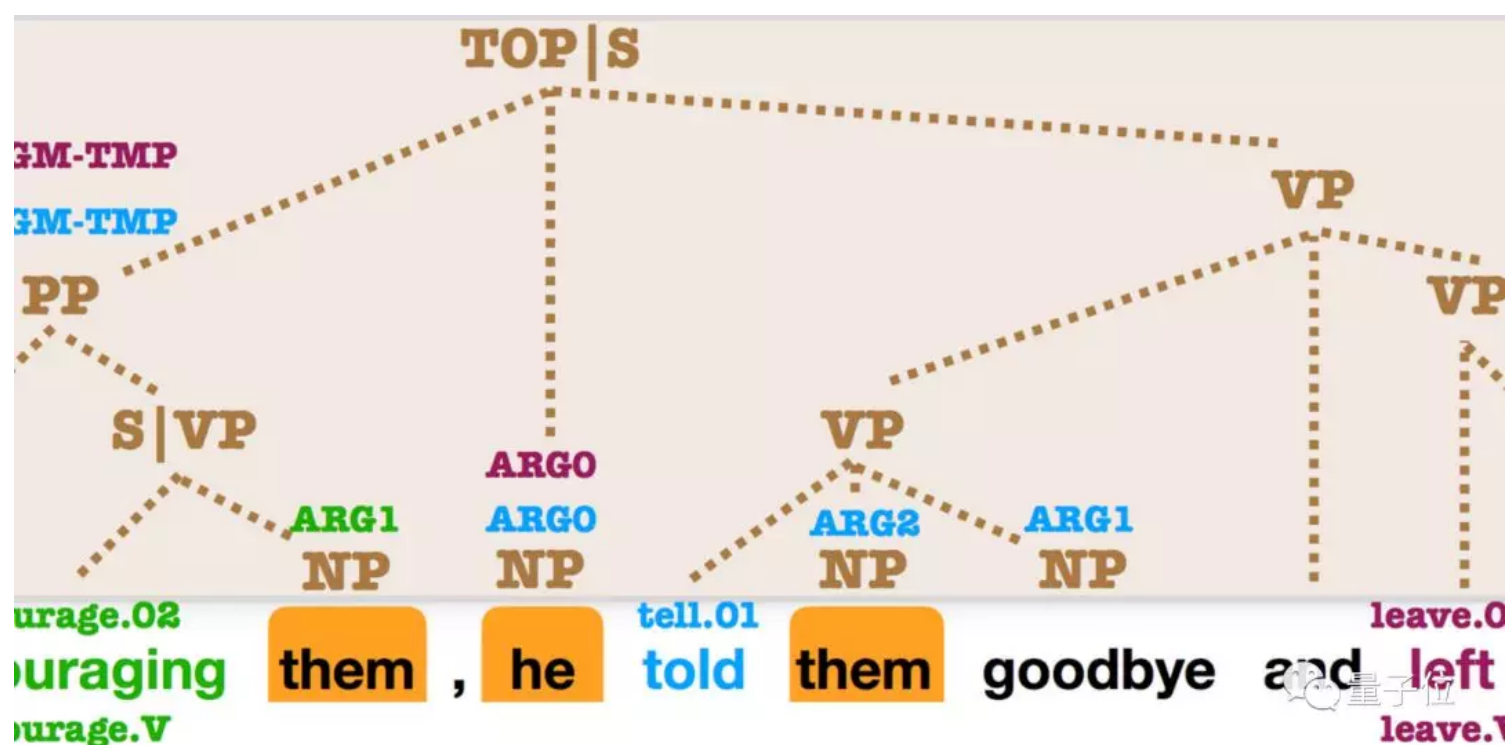 TOP|S
GM-TMP
VP
GM-TMP
PP
VP
S|VP
VP
ARG0
ARG1 ARG0 ARG2 ARG1
NP NP NP NP
urage.02 tell.01 leave.0
ouraging them , he told them goodbye and left
ourage.V leave.V
量子位